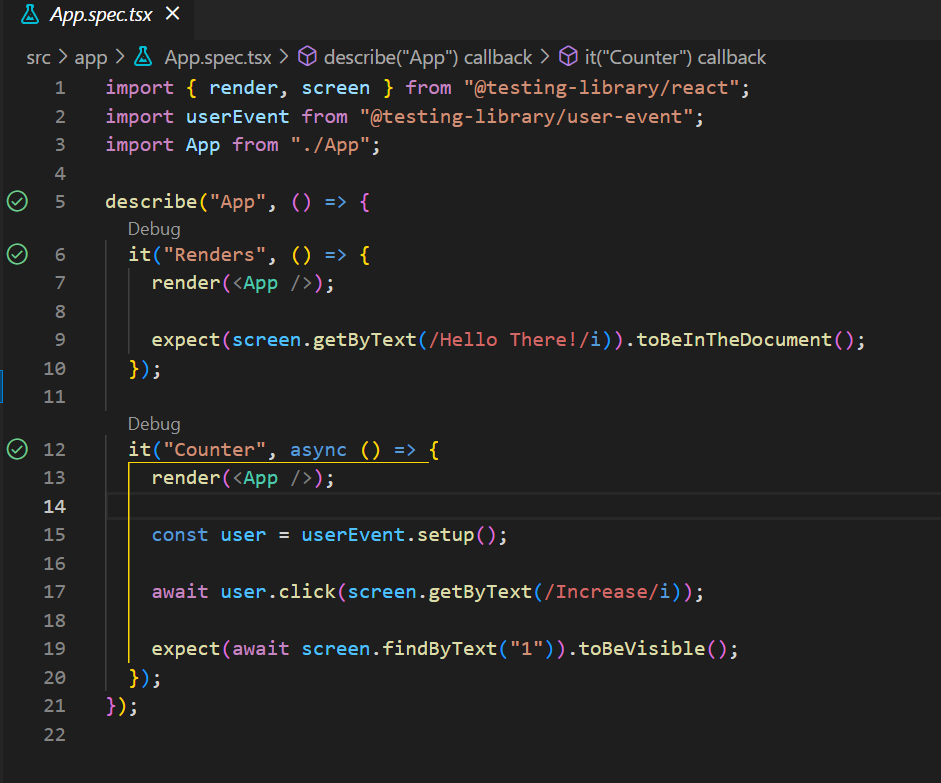 App.spec.tsx
src > app > App.spec.tsx > describe("App") callback > it("Counter") callback
1 import { render, screen } from "@testing-library/react";
2 import userEvent from "@testing-library/user-event";
3 import App from "./App";
4
5 describe("App", () => {
Debug
6 it("Renders", () => {
7 render(<App />);
8
9 expect(screen.getByText(/Hello There!/i)).toBeInTheDocument();
10 });
11
Debug
12 it("Counter", async () => {
13 render(<App />);
14
15 const user = userEvent.setup();
16
17 await user.click(screen.getByText(/Increase/i));
18
19 expect(await screen.findByText("1")).toBeVisible();
20 });
21 });
22